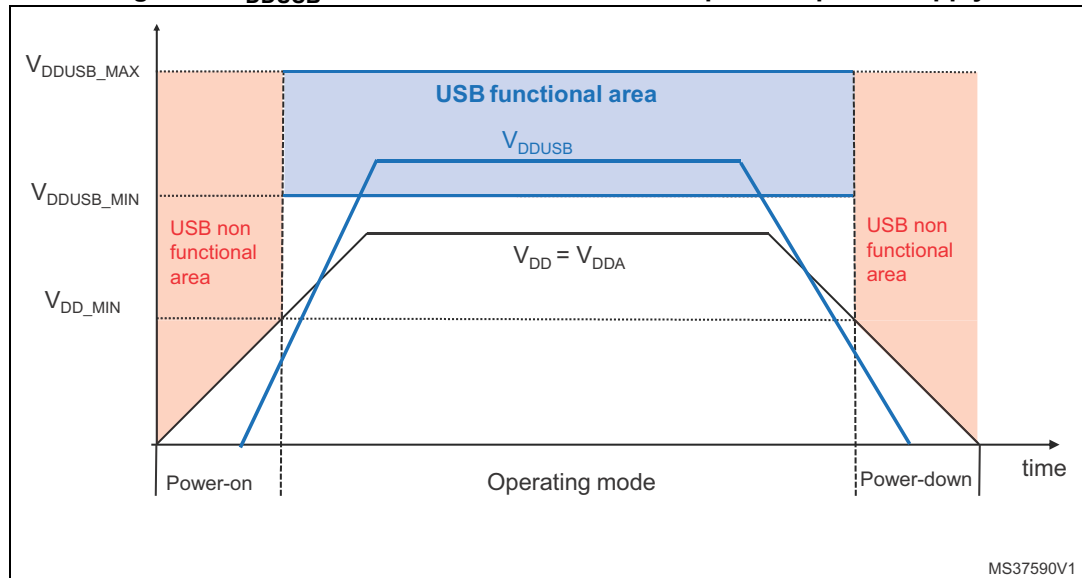 V_DDUSB_MAX
USB functional area
V_DDUSB
V_DDUSB_MIN
USB non
functional
area
USB non
functional
area
V_DD = V_DDA
V_DD_MIN
time
Power-on
Operating mode
Power-down
MS37590V1